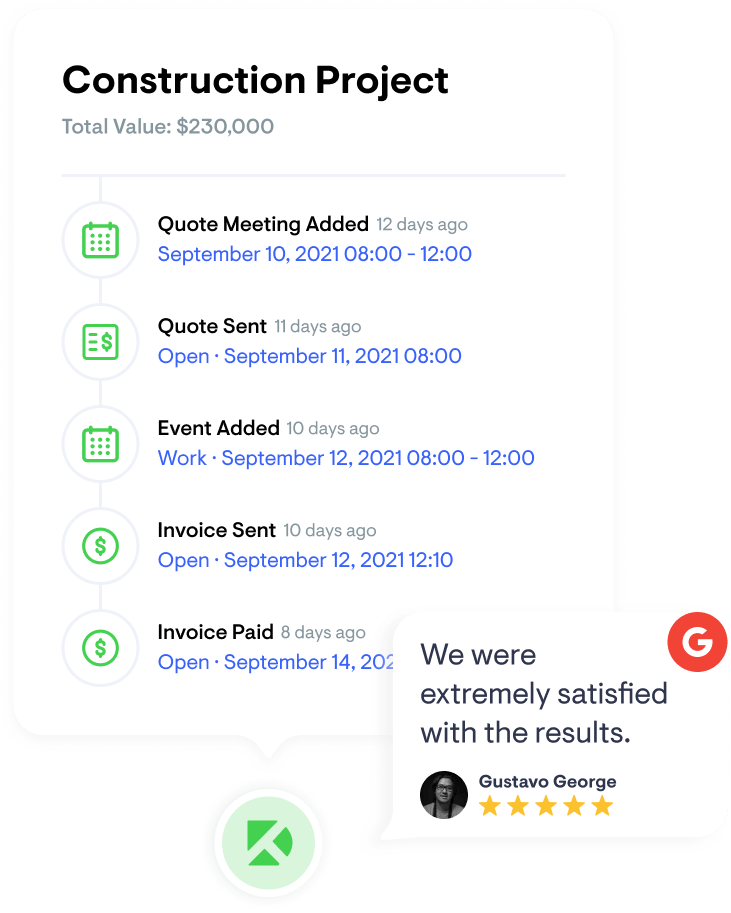 Construction Project
Total Value: $230,000
Quote Meeting Added 12 days ago
September 10, 2021 08:00 - 12:00
Quote Sent 11 days ago
Open · September 11, 2021 08:00
Event Added 10 days ago
Work · September 12, 2021 08:00 - 12:00
Invoice Sent 10 days ago
Open · September 12, 2021 12:10
Invoice Paid 8 days ago
Open · September 14,
G
We were
extremely satisfied
with the results.
Gustavo George